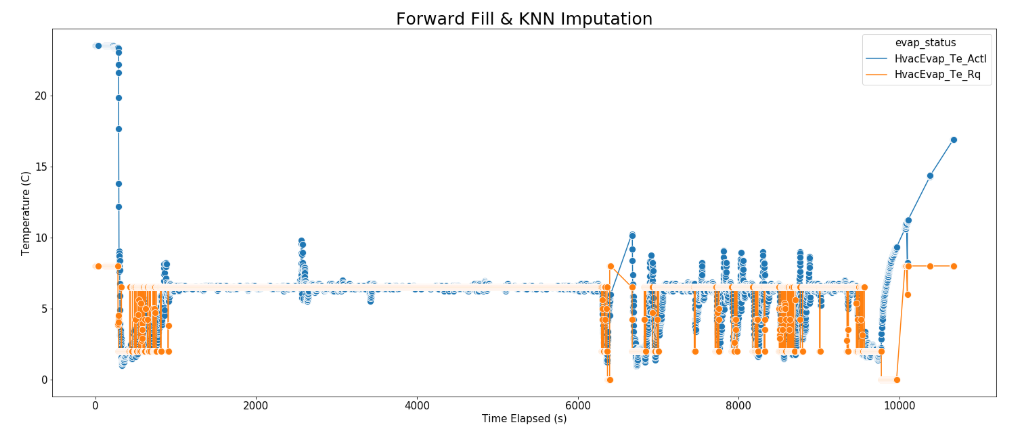 Forward Fill & KNN Imputation
evap_status
HvacEvap_Te_Actl
HvacEvap_Te_Rq
Temperature (C)
20
15
10
5
0
0 2000 4000 6000 8000 10000
Time Elapsed (s)